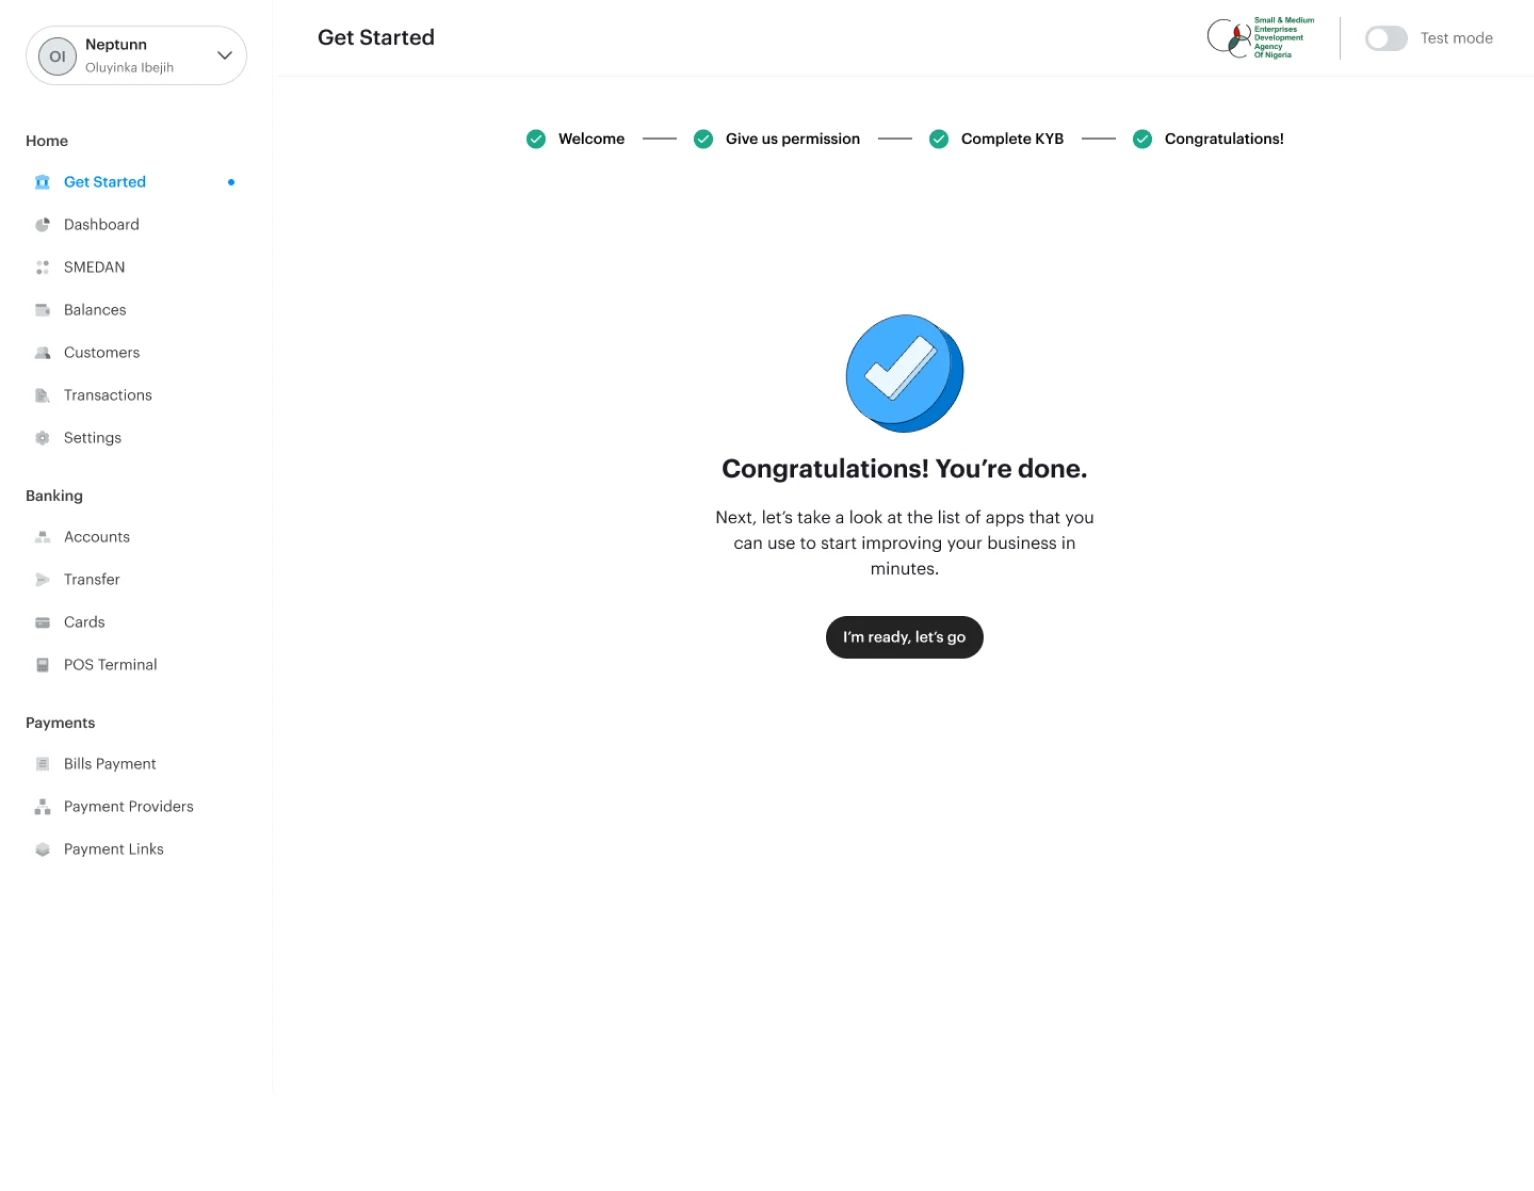 OI
Neptunn
Oluyinka Ibejih
Home
Get Started
Dashboard
SMEDAN
Balances
Customers
Transactions
Settings
Banking
Accounts
Transfer
Cards
POS Terminal
Payments
Bills Payment
Payment Providers
Payment Links
Get Started
Small & Medium
Enterprises
Development
Agency
Of Nigeria
Test mode
Welcome
Give us permission
Complete KYB
Congratulations!
Congratulations! You’re done.
Next, let’s take a look at the list of apps that you
can use to start improving your business in
minutes.
I’m ready, let’s go